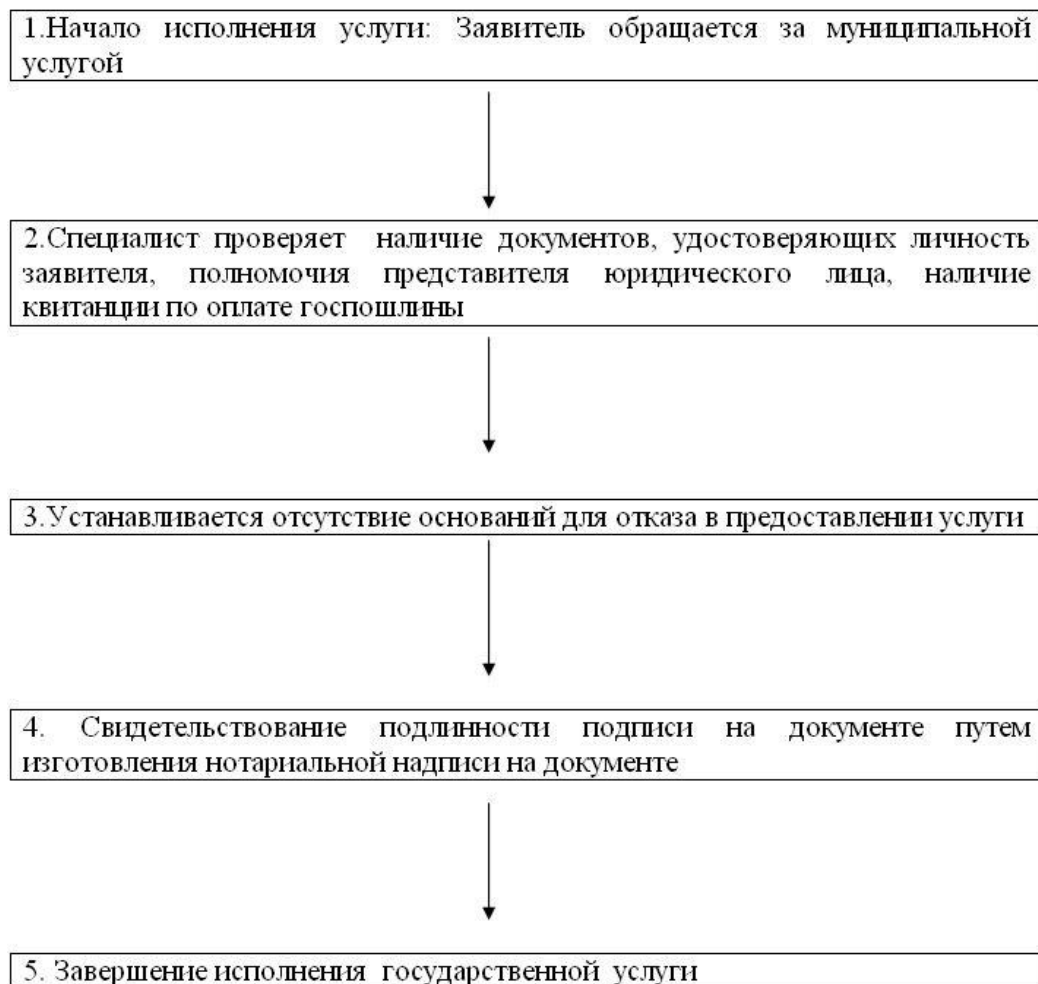 1.Начало исполнения услуги: Заявитель обращается за муниципальной
услугой
2.Специалист проверяет наличие документов, удостоверяющих личность
заявителя, полномочия представителя юридического лица, наличие
квитанции по оплате госпошлины
3.Устанавливается отсутствие оснований для отказа в предоставлении услуги
4. Свидетельствование подлинности подписи на документе путем
изготовления нотариальной надписи на документе
5. Завершение исполнения государственной услуги